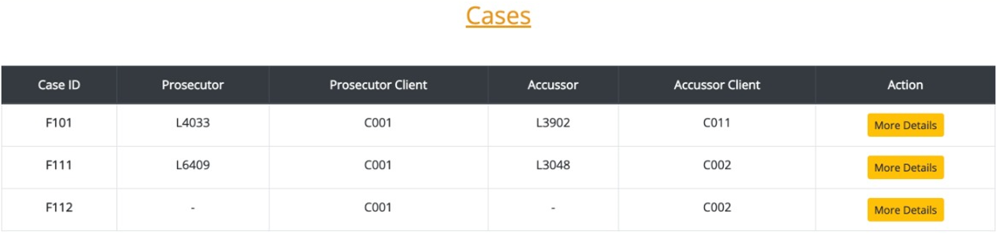 Cases
Case ID Prosecutor Prosecutor Client Accussor Accussor Client Action
F101 L4033 C001 L3902 C011 More Details
F111 L6409 C001 L3048 C002 More Details
F112 - C001 - C002 More Details